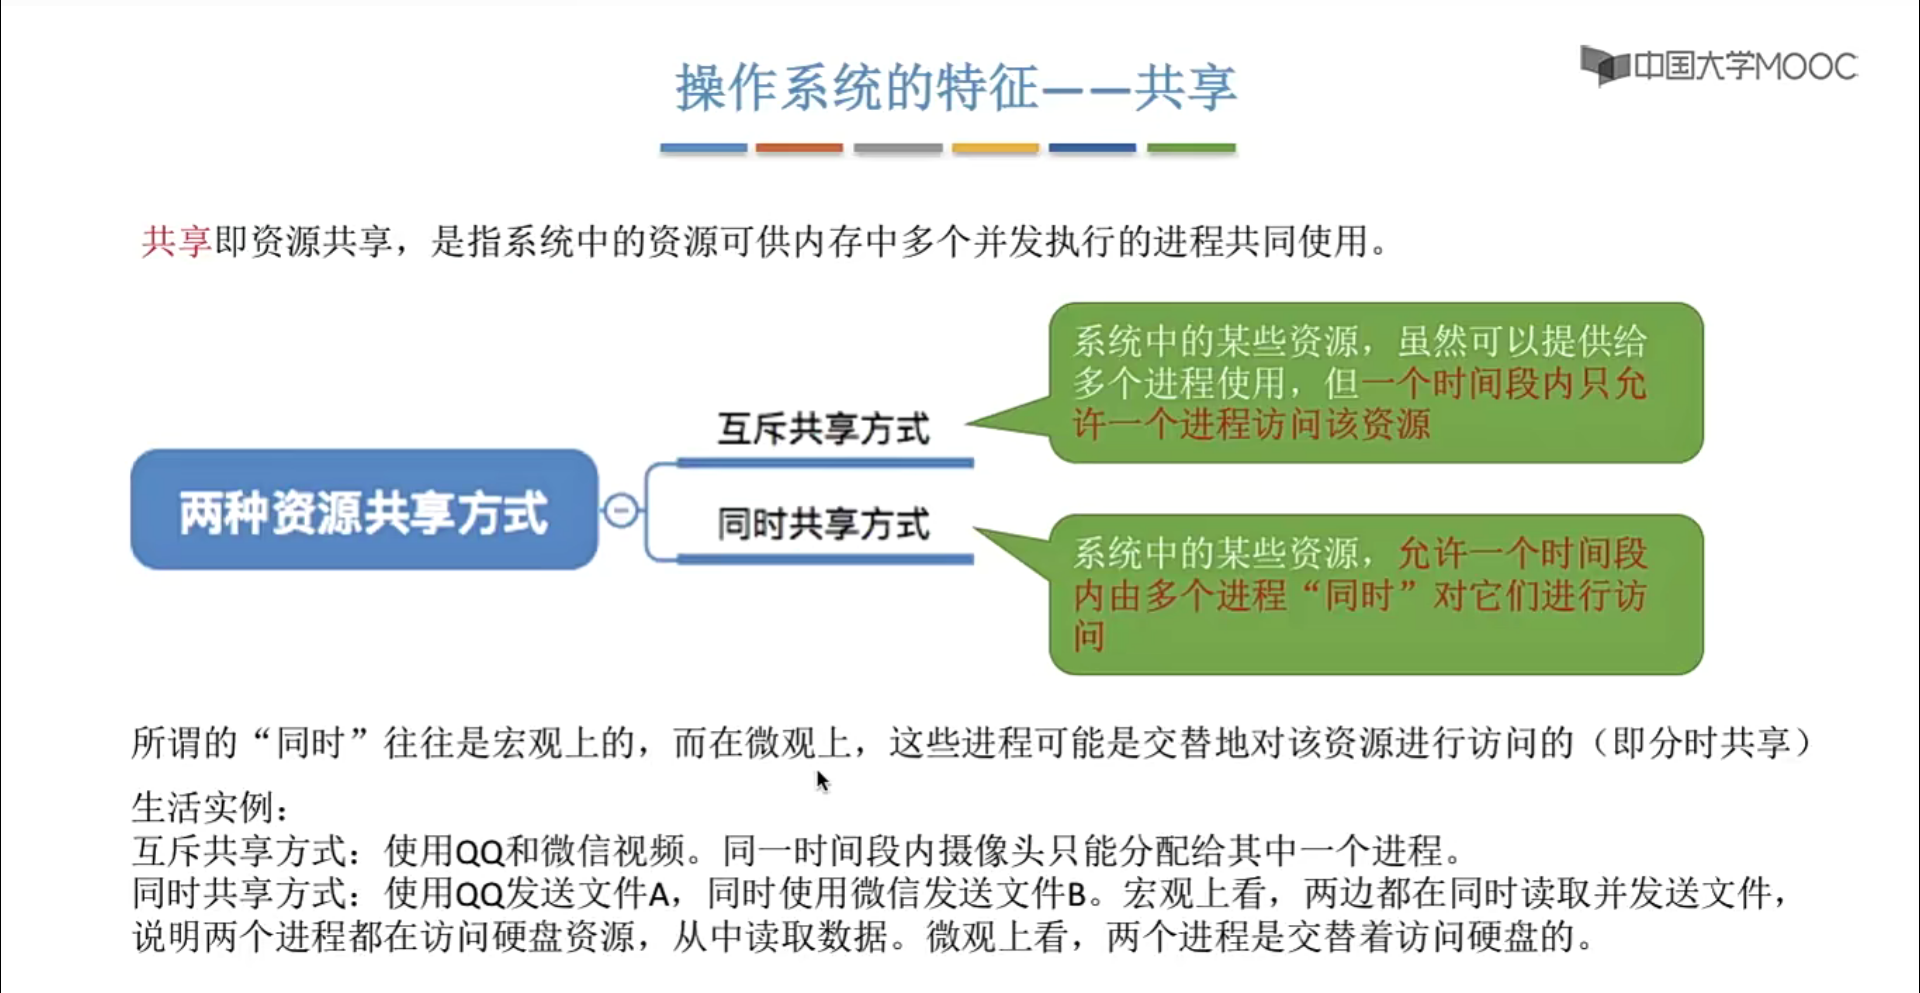 中国大学MOOC
操作系统的特征——共享
共享即资源共享，是指系统中的资源可供内存中多个并发执行的进程共同使用。
两种资源共享方式
互斥共享方式
系统中的某些资源，虽然可以提供给
多个进程使用，但一个时间段内只允
许一个进程访问该资源
同时共享方式
系统中的某些资源，允许一个时间段
内由多个进程“同时”对它们进行访
问
所谓的“同时”往往是宏观上的，而在微观上，这些进程可能是交替地对该资源进行访问的（即分时共享）
生活实例：
互斥共享方式：使用QQ和微信视频。同一时间段内摄像头只能分配给其中一个进程。
同时共享方式：使用QQ发送文件A，同时使用微信发送文件B。宏观上看，两边都在同时读取并发送文件，
说明两个进程都在访问硬盘资源，从中读取数据。微观上看，两个进程是交替着访问硬盘的。